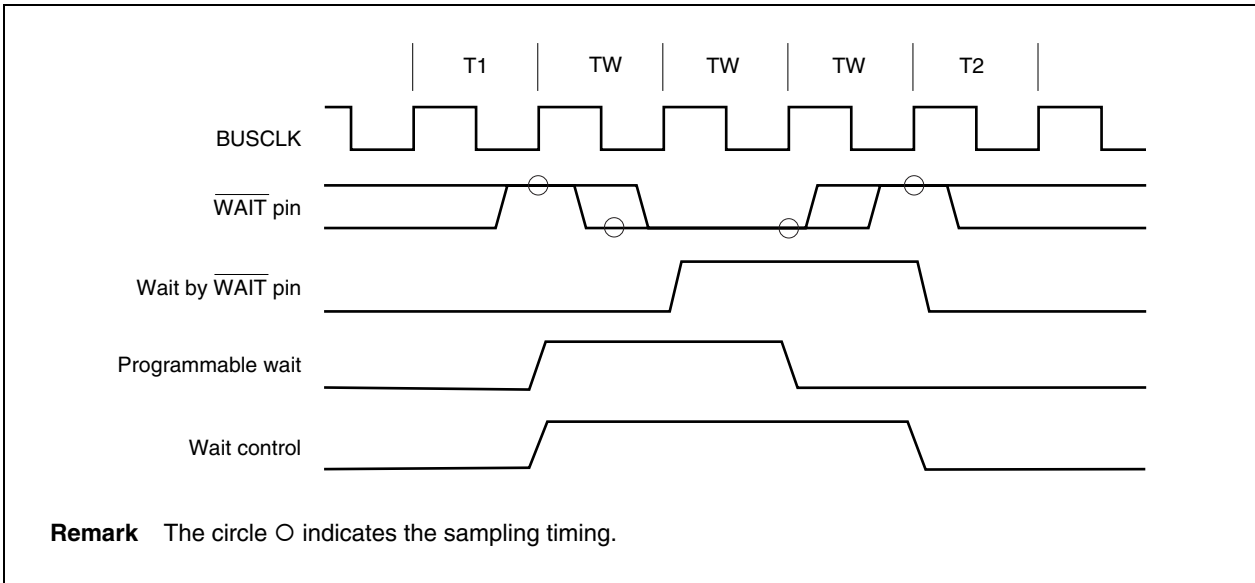 T1 TW TW TW T2
BUSCLK
WAIT pin
Wait by WAIT pin
Programmable wait
Wait control
Remark The circle ○ indicates the sampling timing.